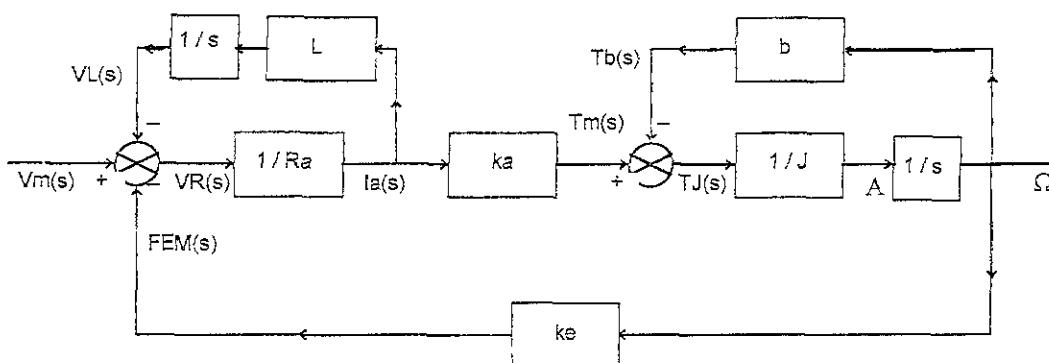 1 / s
L
b
VL(s)
Tb(s)
Tm(s)
−
−
1 / Ra
ka
1 / J
1 / s
Vm(s)
+
−
VR(s)
Ia(s)
+
TJ(s)
A
Ω
FEM(s)
ke